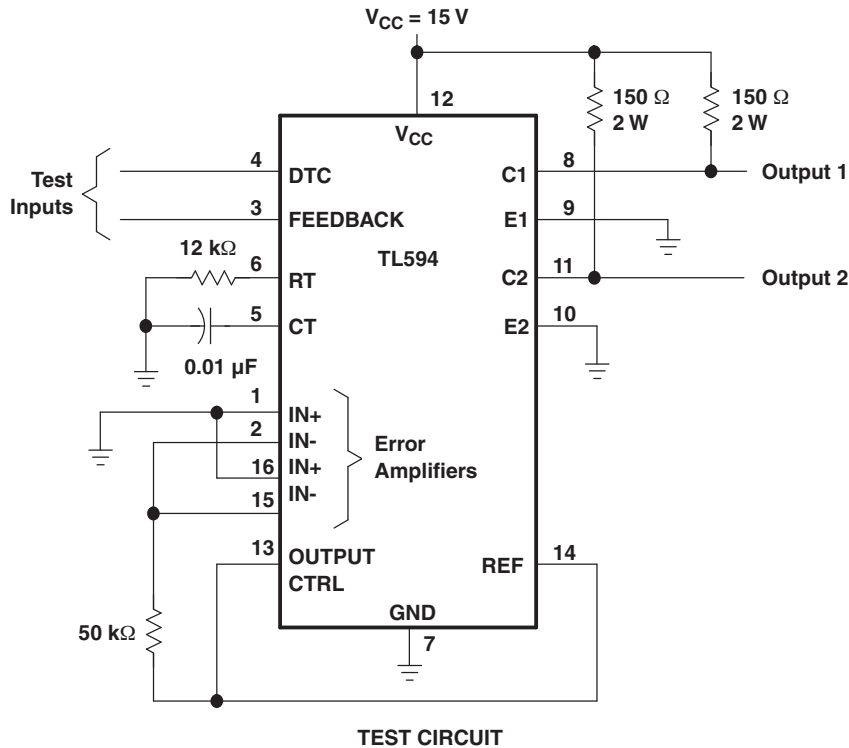 VCC = 15 V
12
VCC
150 Ω
2 W
150 Ω
2 W
Test
Inputs
4
DTC
3
FEEDBACK
12 kΩ
6
RT
5
CT
0.01 µF
TL594
C1
8
Output 1
E1
9
C2
11
Output 2
E2
10
1
IN+
2
IN-
16
IN+
15
IN-
Error
Amplifiers
13
OUTPUT
CTRL
REF
14
50 kΩ
GND
7
TEST CIRCUIT